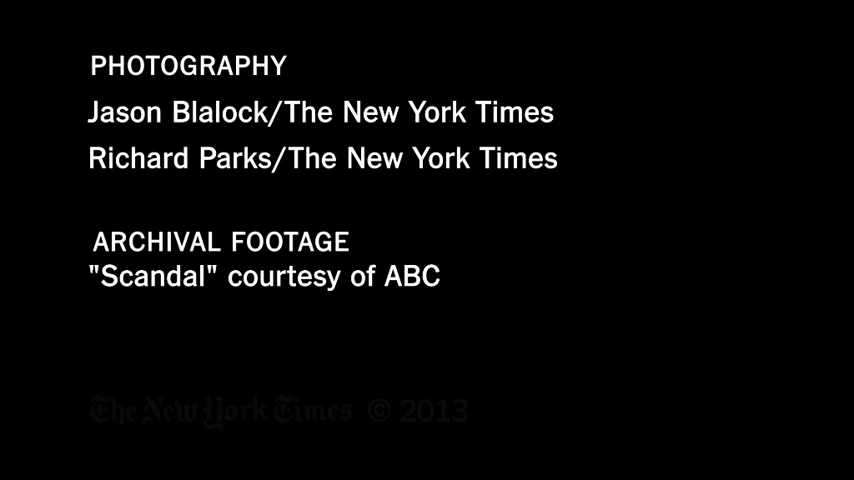 PHOTOGRAPHY
Jason Blalock/The New York Times
Richard Parks/The New York Times
ARCHIVAL FOOTAGE
"Scandal" courtesy of ABC
The New York Times © 2013